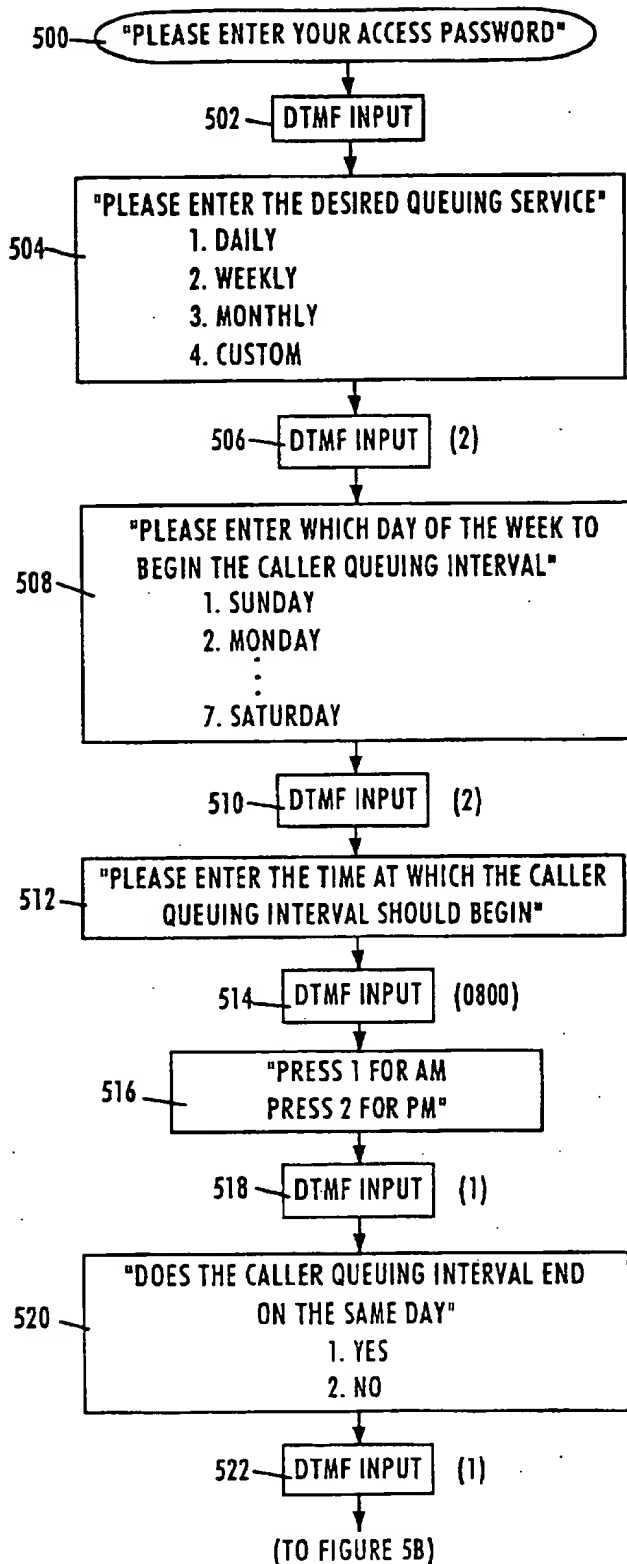 500 "PLEASE ENTER YOUR ACCESS PASSWORD"
502 DTMF INPUT
"PLEASE ENTER THE DESIRED QUEUING SERVICE"
504
1. DAILY
2. WEEKLY
3. MONTHLY
4. CUSTOM
506 DTMF INPUT (2)
"PLEASE ENTER WHICH DAY OF THE WEEK TO
BEGIN THE CALLER QUEUING INTERVAL"
508
1. SUNDAY
2. MONDAY
7. SATURDAY
510 DTMF INPUT (2)
512
"PLEASE ENTER THE TIME AT WHICH THE CALLER
QUEUING INTERVAL SHOULD BEGIN"
514 DTMF INPUT (0800)
516
"PRESS 1 FOR AM
PRESS 2 FOR PM"
518 DTMF INPUT (1)
"DOES THE CALLER QUEUING INTERVAL END
520
ON THE SAME DAY"
1. YES
2. NO
522 DTMF INPUT (1)
(TO FIGURE 5B)